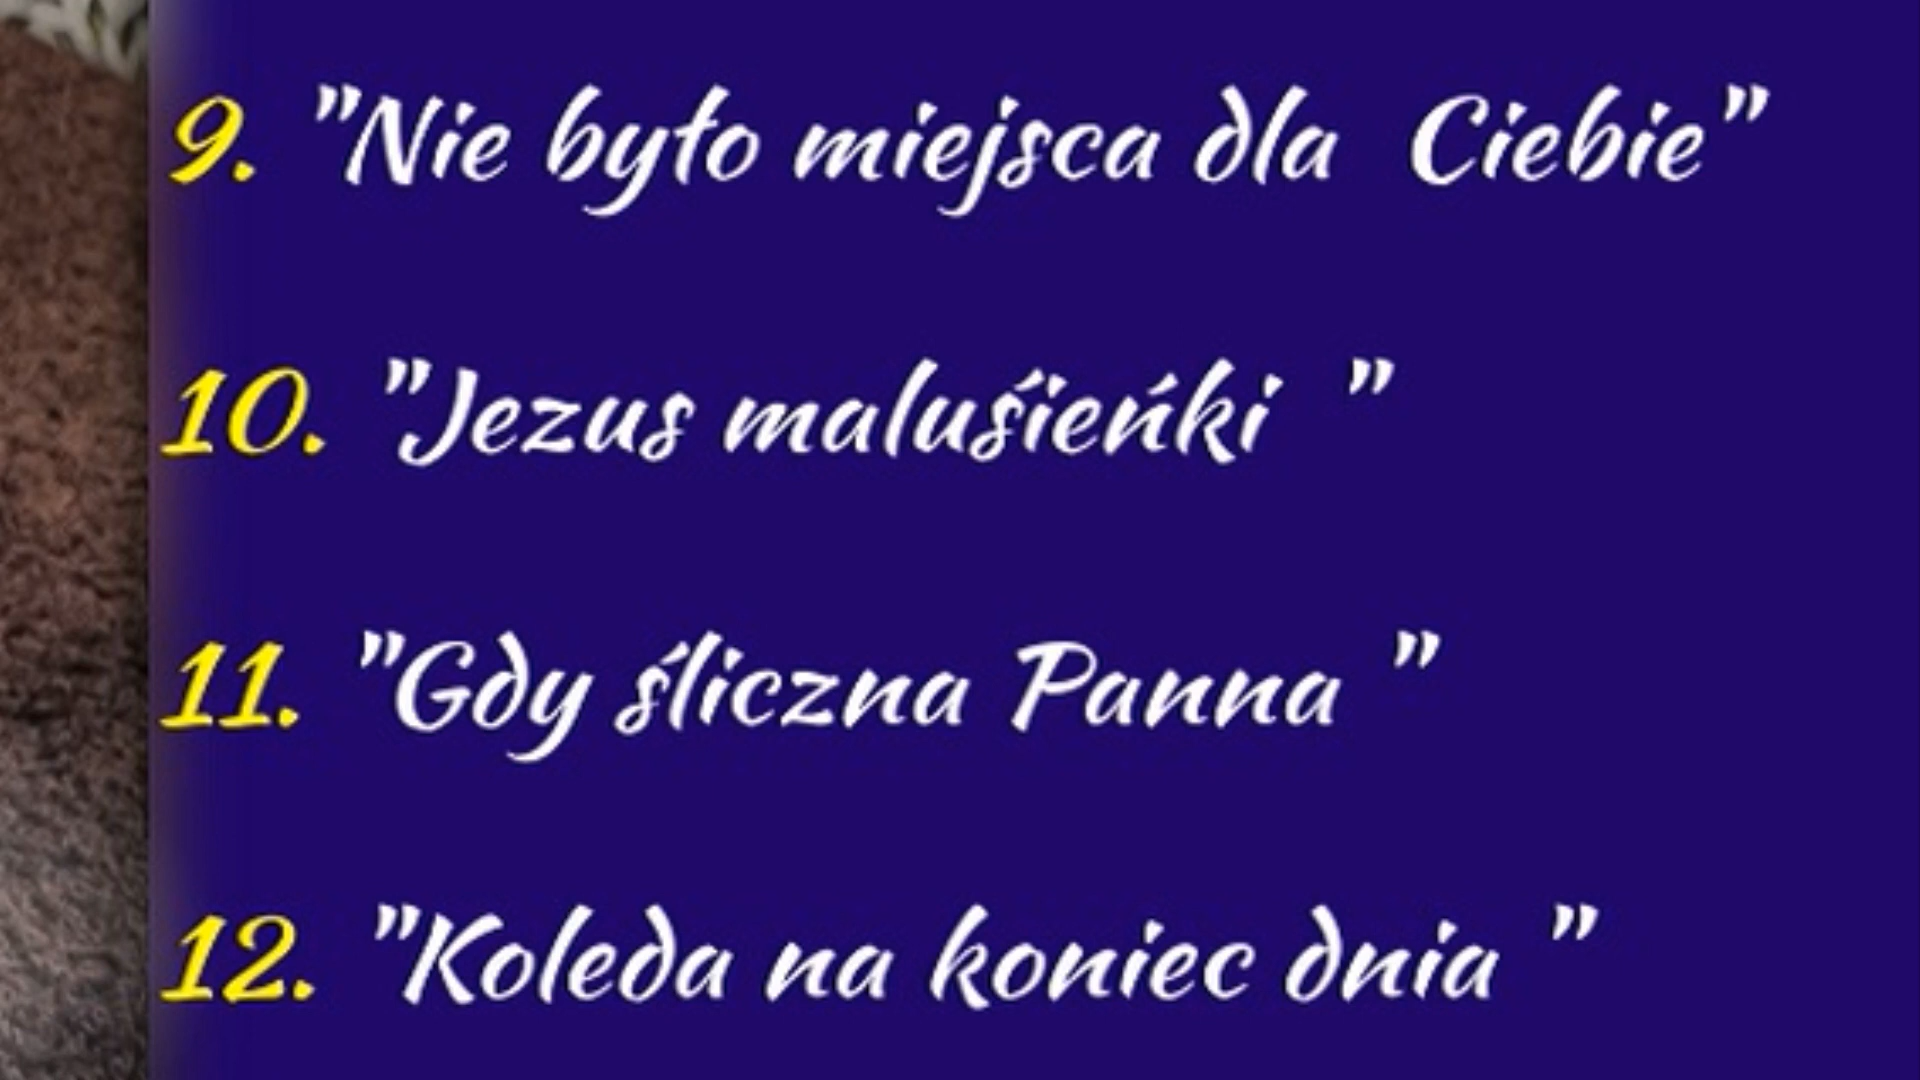 9. "Nie było miejsca dla  Ciebie"
10. "Jezus malusieńki  "
11. "Gdy śliczna Panna "
12. "Koleda na koniec dnia "